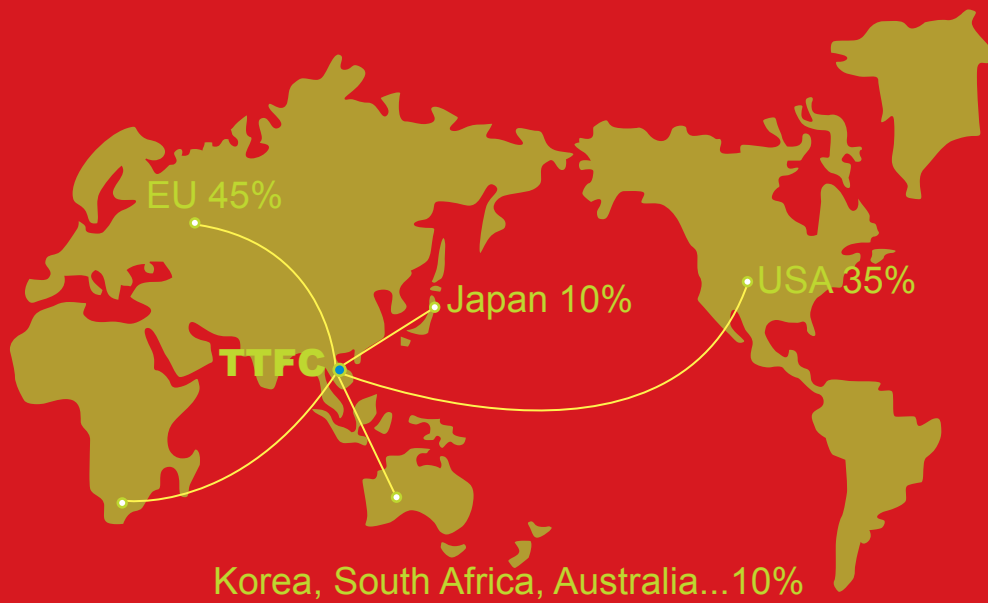 EU 45%
USA 35%
Japan 10%
TTFC
Korea, South Africa, Australia...10%